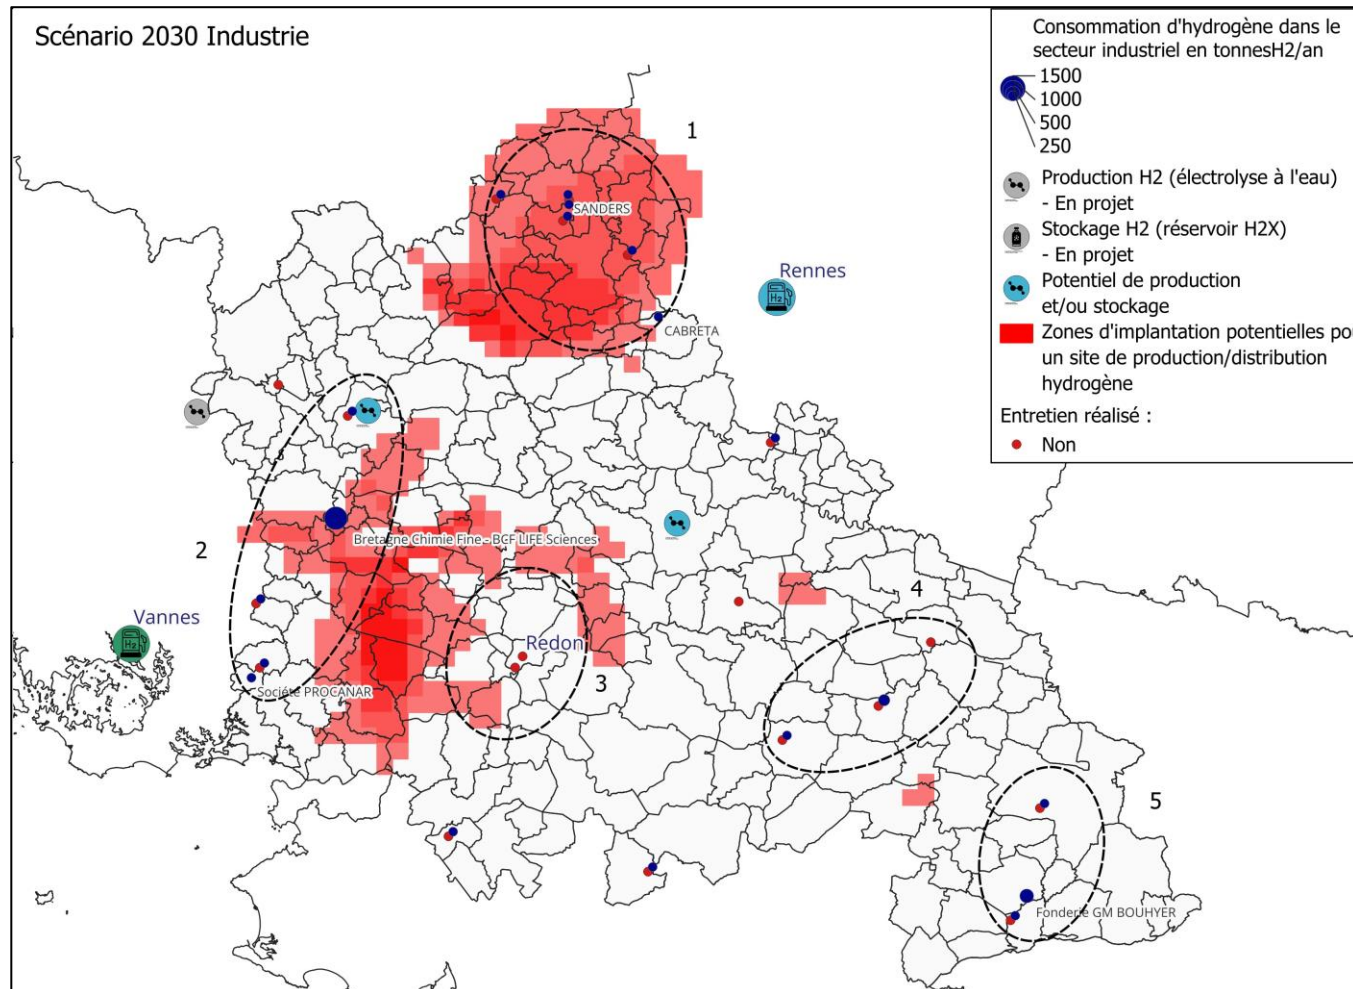 Scénario 2030 Industrie
Consommation d'hydrogène dans le
secteur industriel en tonnesH2/an
1500
1000
500
250
Production H2 (électrolyse à l'eau)
- En projet
Stockage H2 (réservoir H2X)
- En projet
Potentiel de production
et/ou stockage
Zones d'implantation potentielles pou
un site de production/distribution
hydrogène
Entretien réalisé :
Non
1
SANDERS
Rennes
H2
CABRETA
2
Bretagne Chimie Fine - BCF LIFE Sciences
Vannes
H2
Société PROCANAR
Redon
3
4
5
Fonderie GM BOUHYER